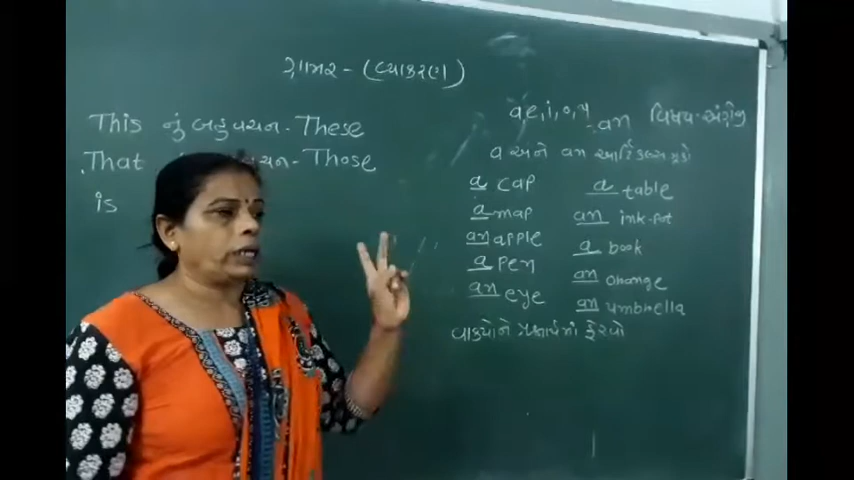 ગ્રામર - (વ્યાકરણ)
This નું બહુવચન - These
That વચન - Those
is
a e, i, o, u - an વિષય - અંગ્રેજી
a અને an આર્ટિકલ્સ મૂકો
a cap
a map
an apple
a pen
an eye
a table
an ink-pot
a book
an orange
an umbrella
વાક્યોને પ્રશ્નાર્થમાં ફેરવો